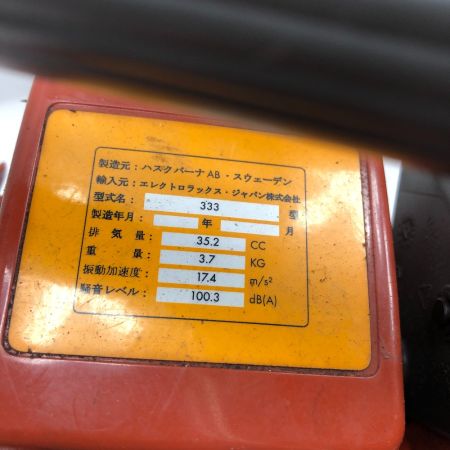 製造元：ハスクバーナAB・スウェーデン
輸入元：エレクトロラックス・ジャパン株式会社
型式名： 333 型
製造年月： 年 月
排気量： 35.2 CC
重量： 3.7 KG
振動加速度： 17.4 m/s²
騒音レベル： 100.3 dB(A)